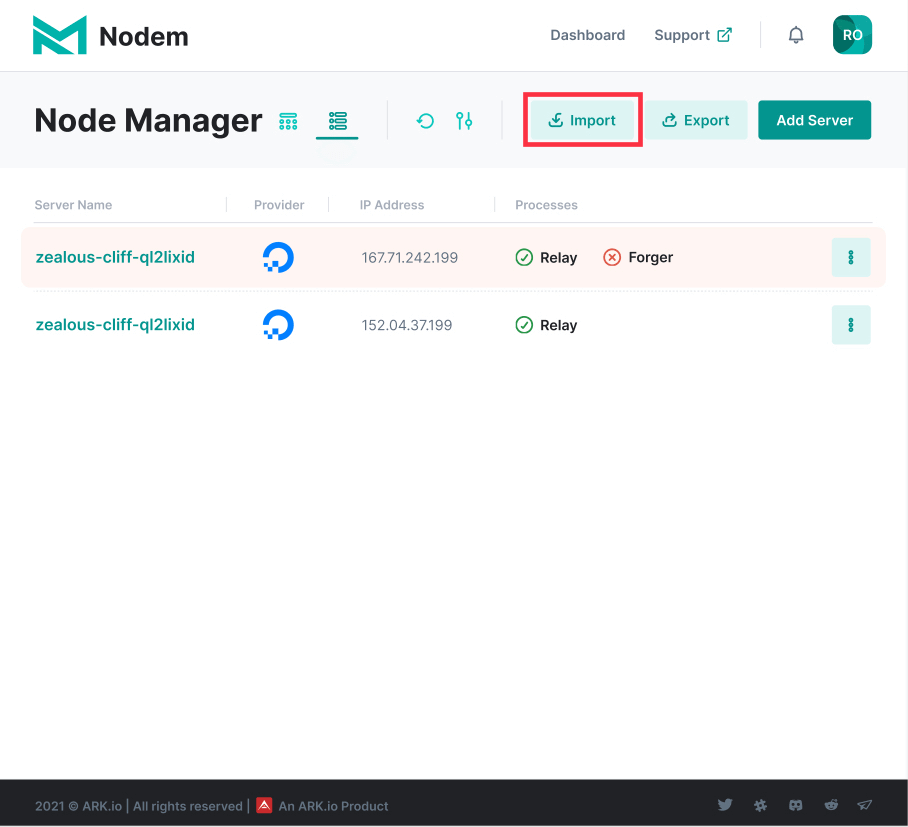 Nodem
Dashboard Support RO
Node Manager Import Export Add Server
Server Name Provider IP Address Processes
zealous-cliff-ql2lixid 167.71.242.199 Relay Forger
zealous-cliff-ql2lixid 152.04.37.199 Relay
2021 © ARK.io | All rights reserved | An ARK.io Product